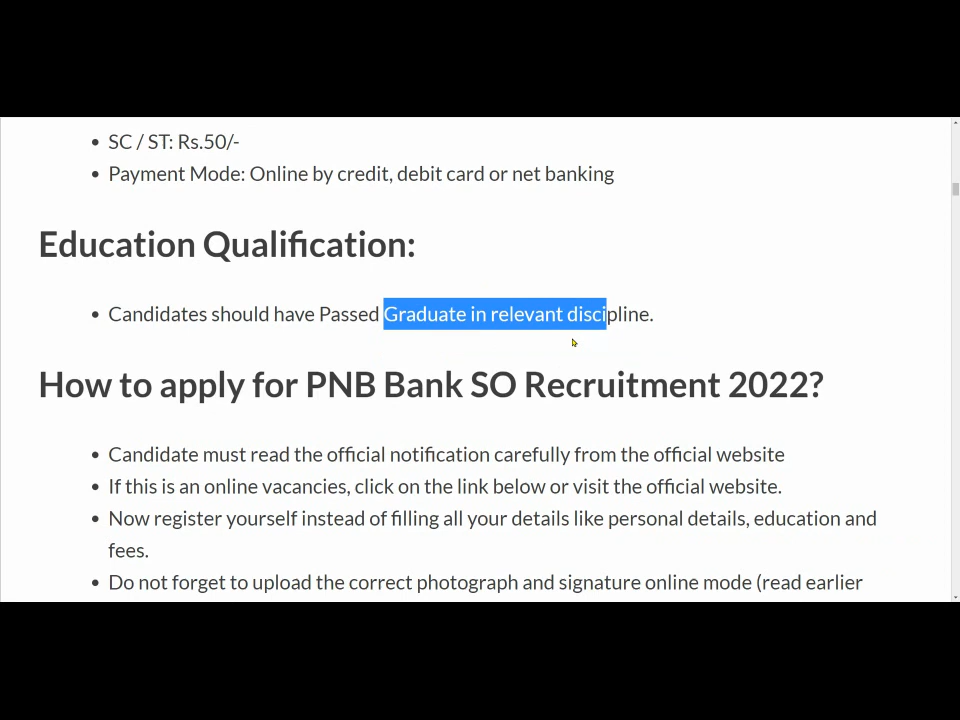 SC / ST: Rs.50/-
Payment Mode: Online by credit, debit card or net banking
Education Qualification:
Candidates should have Passed Graduate in relevant discipline.
How to apply for PNB Bank SO Recruitment 2022?
Candidate must read the official notification carefully from the official website
If this is an online vacancies, click on the link below or visit the official website.
Now register yourself instead of filling all your details like personal details, education and
fees.
Do not forget to upload the correct photograph and signature online mode (read earlier